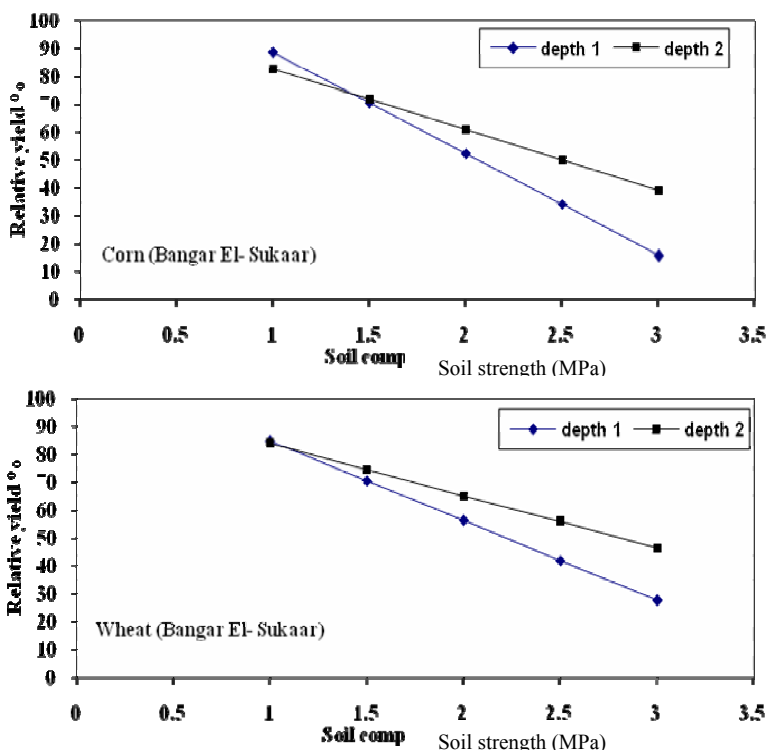 100
90
80
70
60
50
40
30
20
10
0
Relative yield %
depth 1 depth 2
Corn (Bangar El-Sukaar)
0 0.5 1 1.5 2 2.5 3 3.5
Soil comp Soil strength (MPa)
100
90
80
70
60
50
40
30
20
10
0
Relative yield %
depth 1 depth 2
Wheat (Bangar El-Sukaar)
0 0.5 1 1.5 2 2.5 3 3.5
Soil comp Soil strength (MPa)